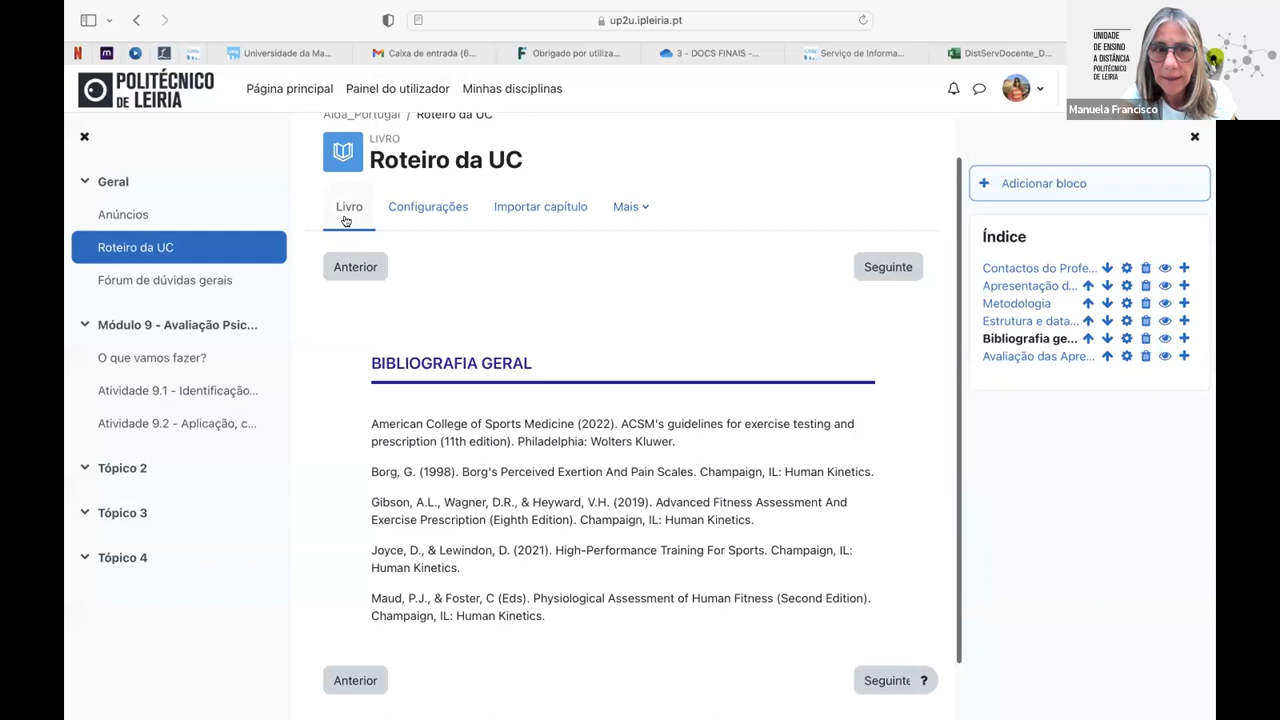 up2u.ipleiria.pt
N
m
Universidade da Ma...
Caixa de entrada (6...
Obrigado por utiliza...
3 - DOCS FINAIS -...
Serviço de Informa...
DistServDocente_D...
UNIDADE
DE ENSINO
A DISTÂNCIA
POLITÉCNICO
DE LEIRIA
Manuela Francisco
POLITÉCNICO
DE LEIRIA
Página principal
Painel do utilizador
Minhas disciplinas
Aida_Portugal / Roteiro da UC
LIVRO
Roteiro da UC
Livro
Configurações
Importar capítulo
Mais
Geral
Anúncios
Roteiro da UC
Fórum de dúvidas gerais
Módulo 9 - Avaliação Psic...
O que vamos fazer?
Atividade 9.1 - Identificação...
Atividade 9.2 - Aplicação, c...
Tópico 2
Tópico 3
Tópico 4
Anterior
Seguinte
BIBLIOGRAFIA GERAL
American College of Sports Medicine (2022). ACSM's guidelines for exercise testing and
prescription (11th edition). Philadelphia: Wolters Kluwer.
Borg, G. (1998). Borg's Perceived Exertion And Pain Scales. Champaign, IL: Human Kinetics.
Gibson, A.L., Wagner, D.R., & Heyward, V.H. (2019). Advanced Fitness Assessment And
Exercise Prescription (Eighth Edition). Champaign, IL: Human Kinetics.
Joyce, D., & Lewindon, D. (2021). High-Performance Training For Sports. Champaign, IL:
Human Kinetics.
Maud, P.J., & Foster, C (Eds). Physiological Assessment of Human Fitness (Second Edition).
Champaign, IL: Human Kinetics.
Anterior
Seguinte ?
Adicionar bloco
Índice
Contactos do Profe...
Apresentação d...
Metodologia
Estrutura e data...
Bibliografia ge...
Avaliação das Apre...